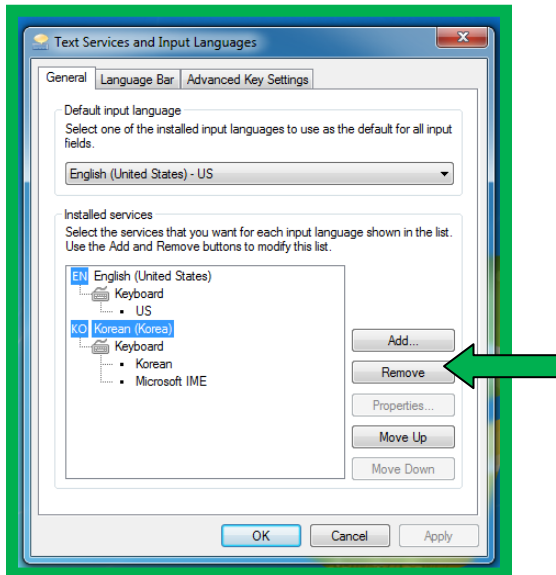 Text Services and Input Languages
General Language Bar Advanced Key Settings
Default input language
Select one of the installed input languages to use as the default for all input
fields.
English (United States) - US
Installed services
Select the services that you want for each input language shown in the list.
Use the Add and Remove buttons to modify this list.
EN English (United States)
Keyboard
US
KO Korean (Korea)
Keyboard
Korean
Microsoft IME
Add...
Remove
Properties...
Move Up
Move Down
OK Cancel Apply